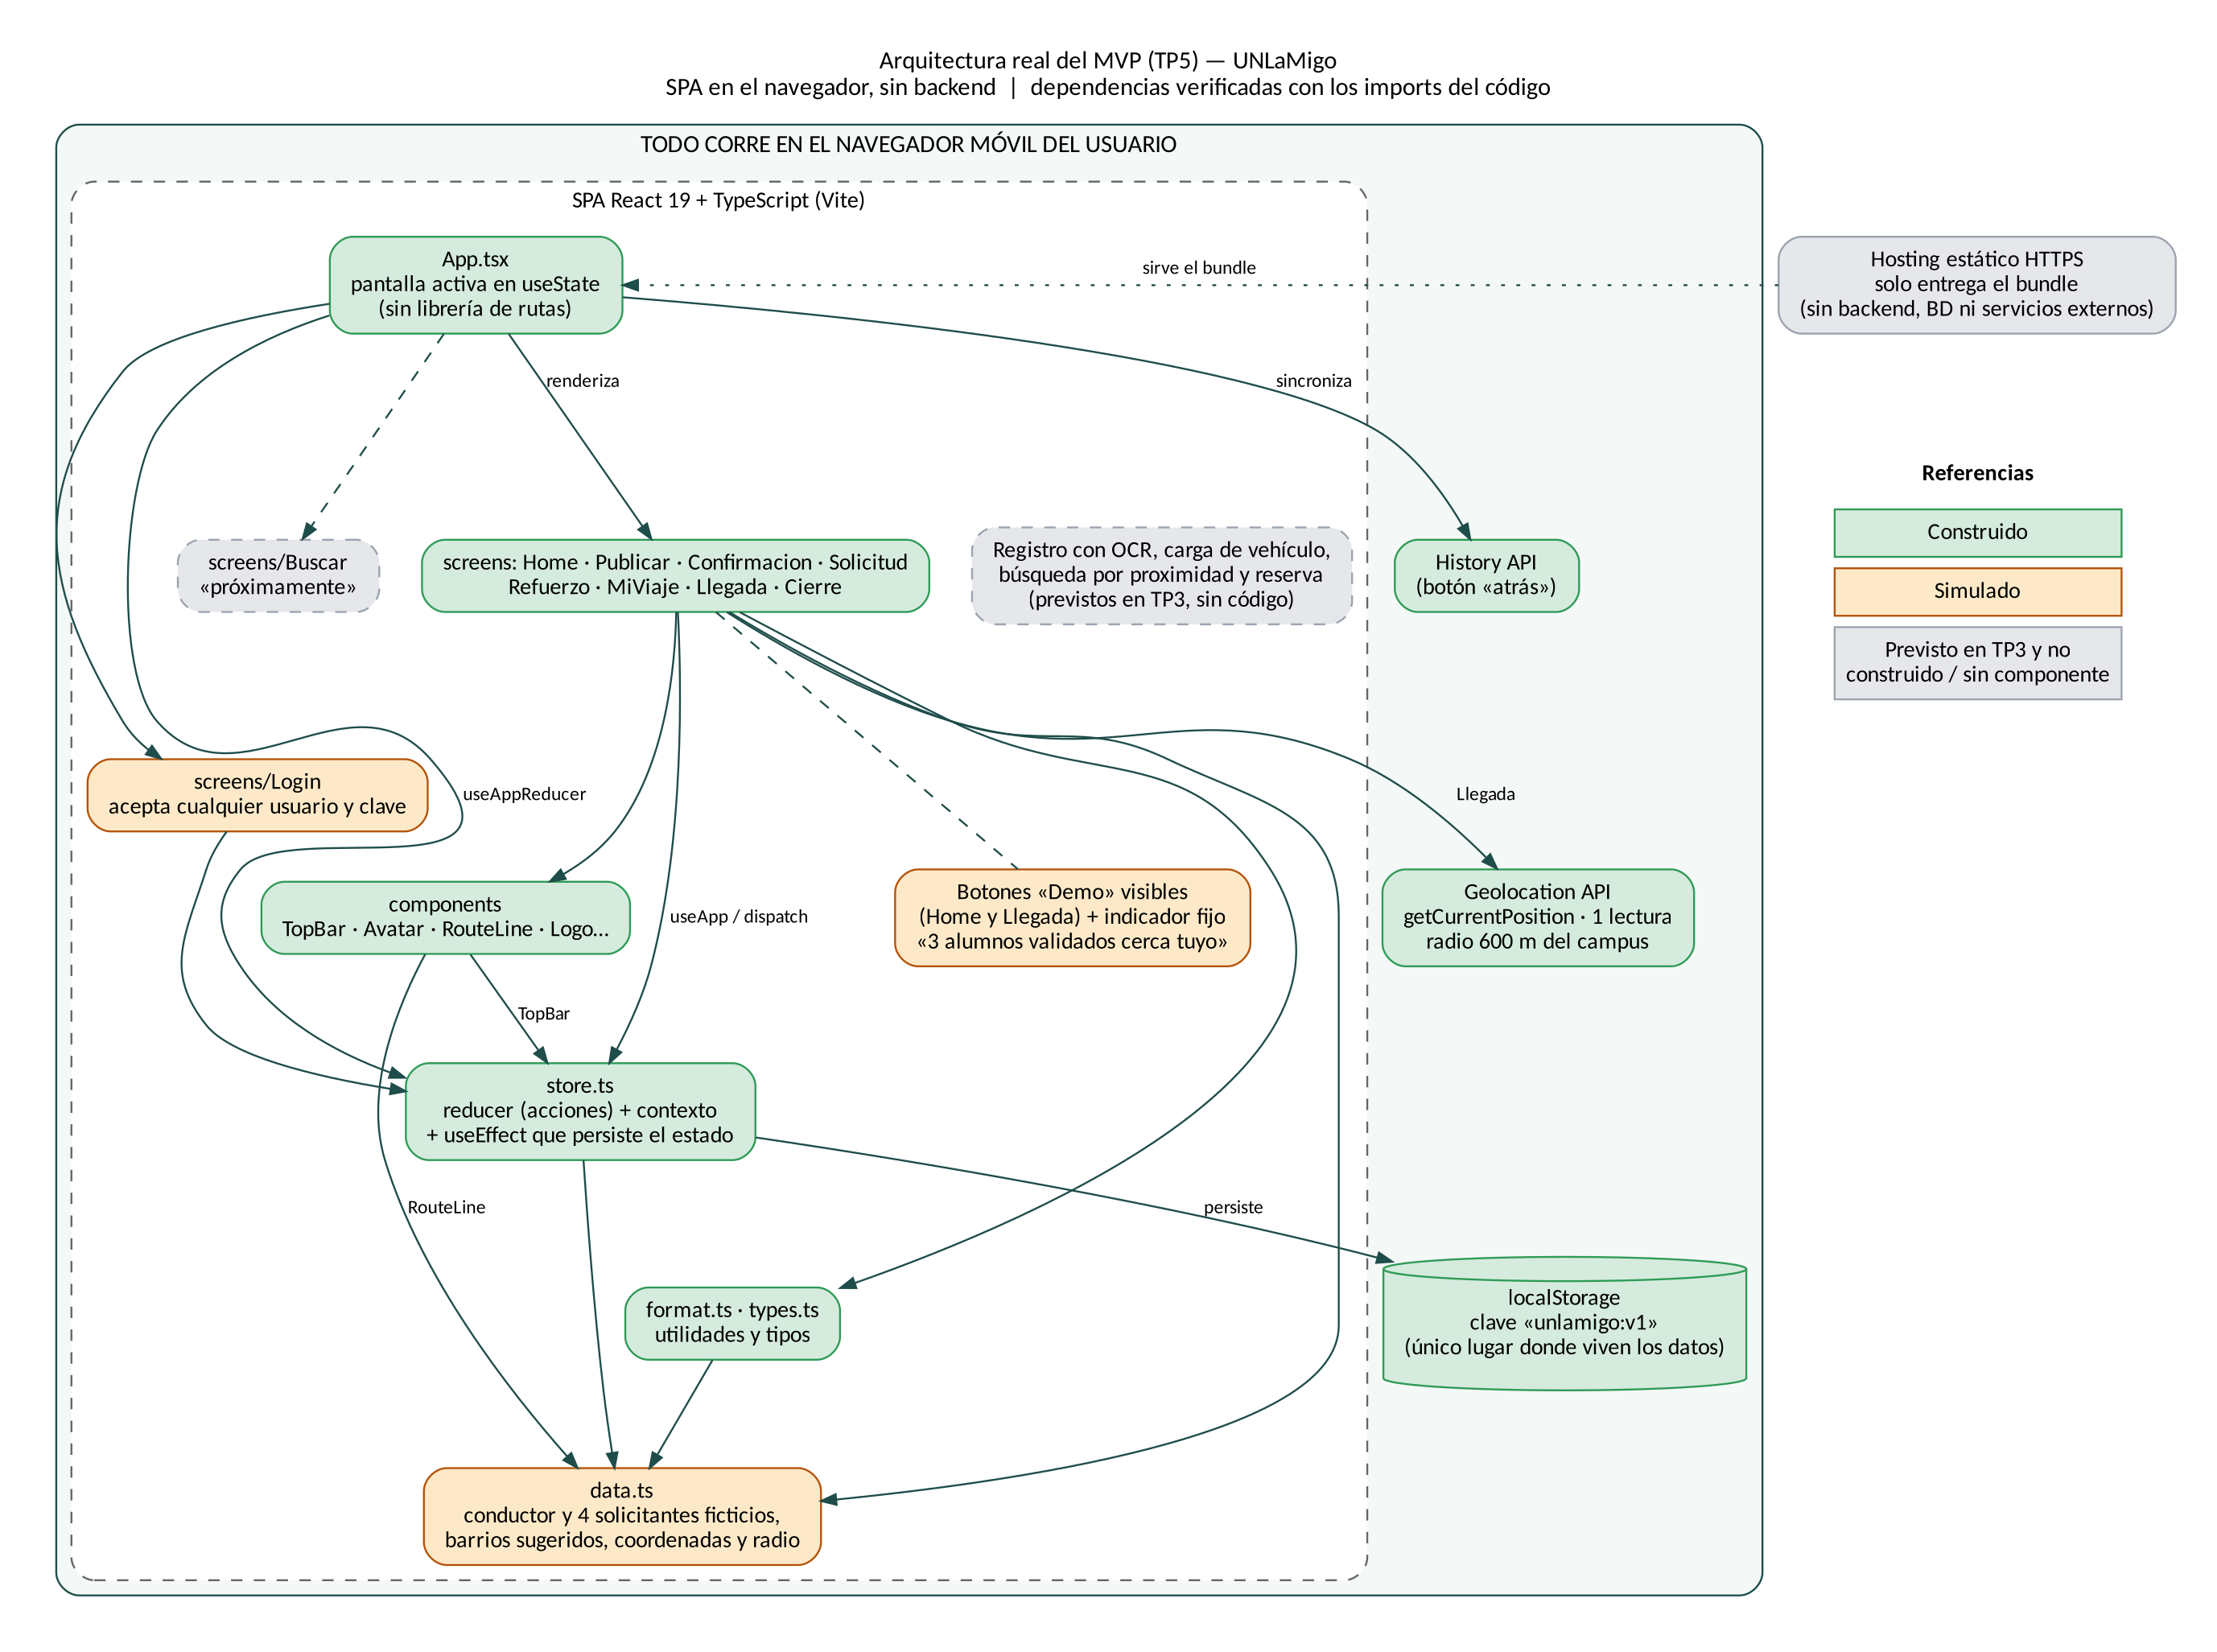 Arquitectura real del MVP (TP5) — UNLaMigo
SPA en el navegador, sin backend | dependencias verificadas con los imports del código
TODO CORRE EN EL NAVEGADOR MÓVIL DEL USUARIO
SPA React 19 + TypeScript (Vite)
App.tsx
pantalla activa en useState
(sin librería de rutas)
sirve el bundle
Hosting estático HTTPS
solo entrega el bundle
(sin backend, BD ni servicios externos)
renderiza
sincroniza
screens/Buscar
«próximamente»
screens: Home · Publicar · Confirmacion · Solicitud
Refuerzo · MiViaje · Llegada · Cierre
Registro con OCR, carga de vehículo,
búsqueda por proximidad y reserva
(previstos en TP3, sin código)
History API
(botón «atrás»)
Referencias
Construido
Simulado
Previsto en TP3 y no
construido / sin componente
screens/Login
acepta cualquier usuario y clave
useAppReducer
Llegada
components
TopBar · Avatar · RouteLine · Logo...
useApp / dispatch
Botones «Demo» visibles
(Home y Llegada) + indicador fijo
«3 alumnos validados cerca tuyo»
Geolocation API
getCurrentPosition · 1 lectura
radio 600 m del campus
TopBar
store.ts
reducer (acciones) + contexto
+ useEffect que persiste el estado
RouteLine
persiste
format.ts · types.ts
utilidades y tipos
localStorage
clave «unlamigo:v1»
(único lugar donde viven los datos)
data.ts
conductor y 4 solicitantes ficticios,
barrios sugeridos, coordenadas y radio